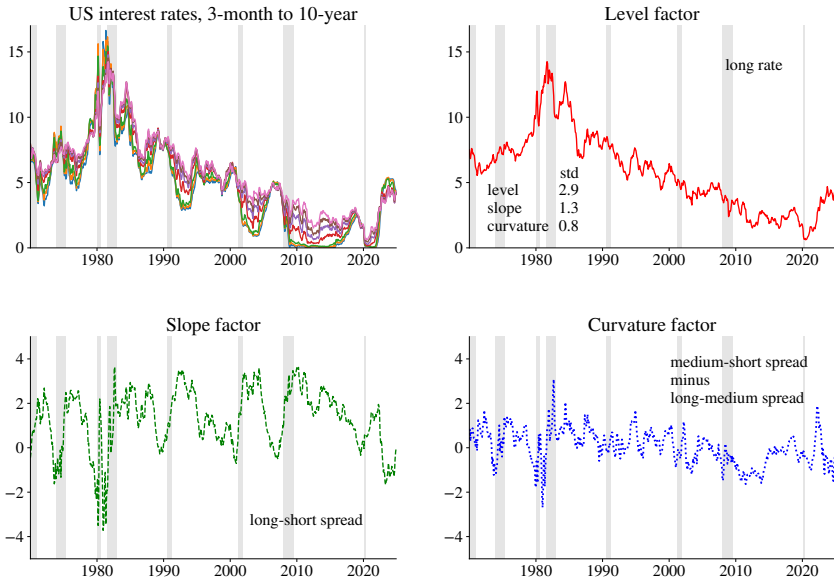 US interest rates, 3-month to 10-year
15
10
5
0
1980
1990
2000
2010
2020
Level factor
long rate
std
level 2.9
slope 1.3
curvature 0.8
15
10
5
0
1980
1990
2000
2010
2020
Slope factor
long-short spread
4
2
0
−2
−4
1980
1990
2000
2010
2020
Curvature factor
medium-short spread
minus
long-medium spread
4
2
0
−2
−4
1980
1990
2000
2010
2020